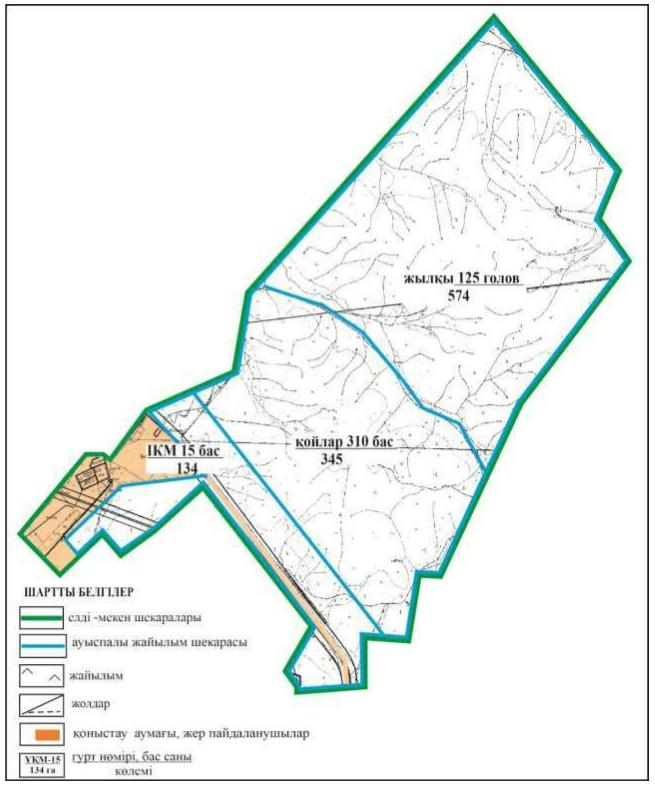 жылқы 125 голов
574
қойлар 310 бас
345
ІКМ 15 бас
134
ШАРТТЫ БЕЛГІЛЕР
елді -мекен шекаралары
ауыспалы жайылым шекарасы
жайылым
жолдар
қоныстау аумағы, жер пайдаланушылар
ҮКМ-15
134 га
гурт нөмірі, бас саны
көлемі